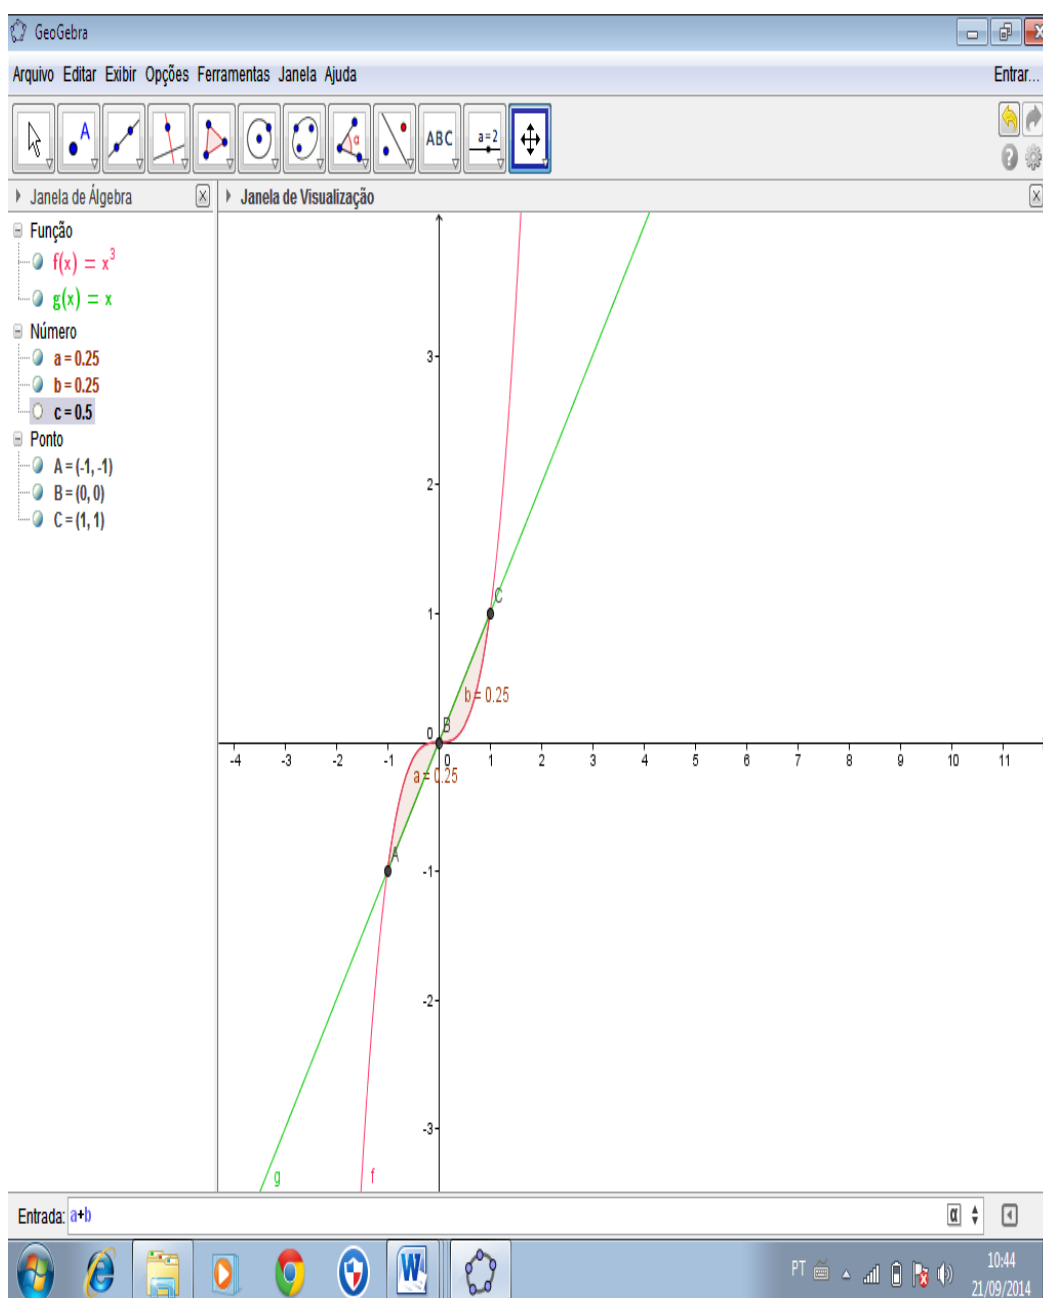 GeoGebra
Arquivo Editar Exibir Opções Ferramentas Janela Ajuda Entrar...
A α ABC a=2
Janela de Álgebra
Janela de Visualização
Função
f(x) = x³
g(x) = x
Número
a = 0.25
b = 0.25
c = 0.5
Ponto
A = (-1, -1)
B = (0, 0)
C = (1, 1)
3
2
C
1
b = 0.25
B
0
-4 -3 -2 -1 0 1 2 3 4 5 6 7 8 9 10 11
a = 0.25
A
-1
-2
-3
g f
Entrada: a+b α
W PT 10:44
21/09/2014